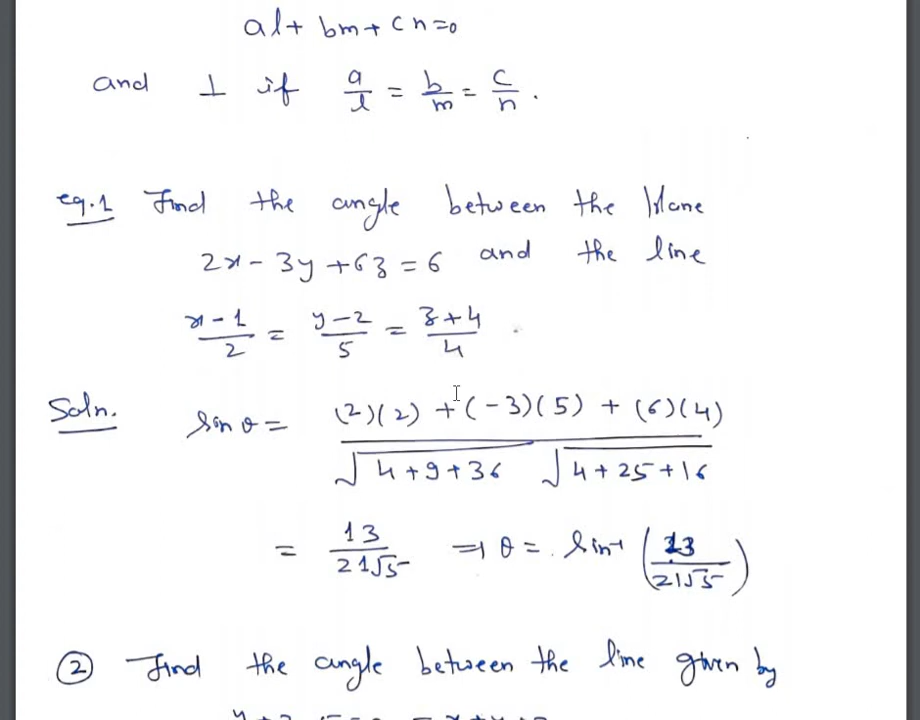 al + bm + cn = 0
and ⊥ if a/l = b/m = c/n .
eg.1 Find the angle between the plane
2x - 3y + 6z = 6 and the line
(x-1)/2 = (y-2)/5 = (z+4)/4
Soln. sin θ = ((2)(2) + (-3)(5) + (6)(4)) / (√(4+9+36) √(4+25+16))
= 13/(21√5) ⇒ θ = sin⁻¹ (13/(21√5))
② Find the angle between the line given by